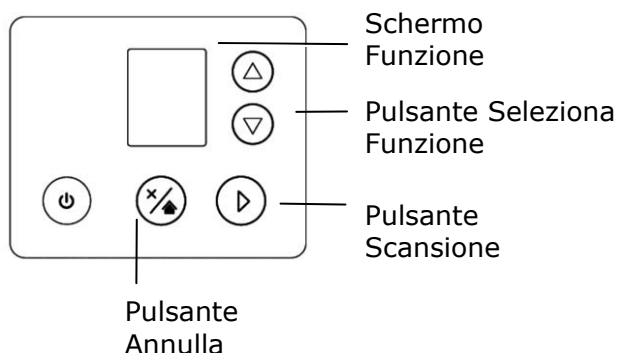 Schermo
Funzione
Pulsante Seleziona
Funzione
Pulsante
Scansione
Pulsante
Annulla